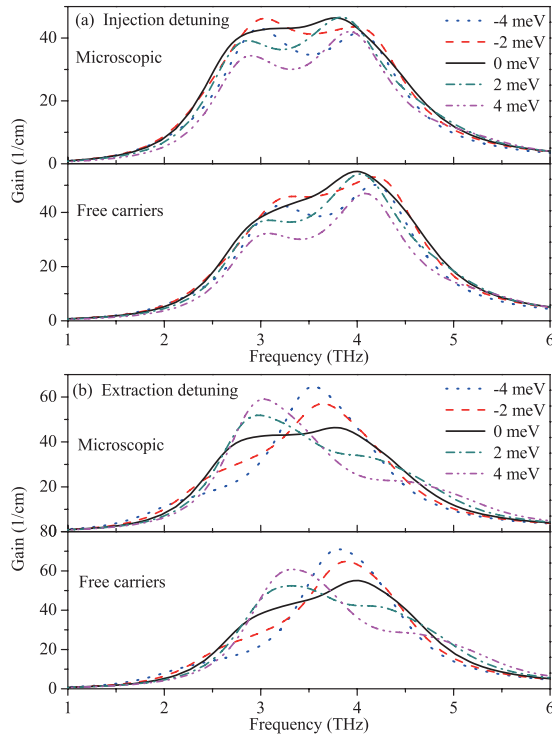 (a) Injection detuning
Microscopic
-4 meV
-2 meV
0 meV
2 meV
4 meV
40
20
0
Gain (1/cm)
Free carriers
40
20
0
1 2 3 4 5 6
Frequency (THz)
(b) Extraction detuning
Microscopic
-4 meV
-2 meV
0 meV
2 meV
4 meV
60
40
20
Gain (1/cm)
80
Free carriers
60
40
20
0
1 2 3 4 5 6
Frequency (THz)